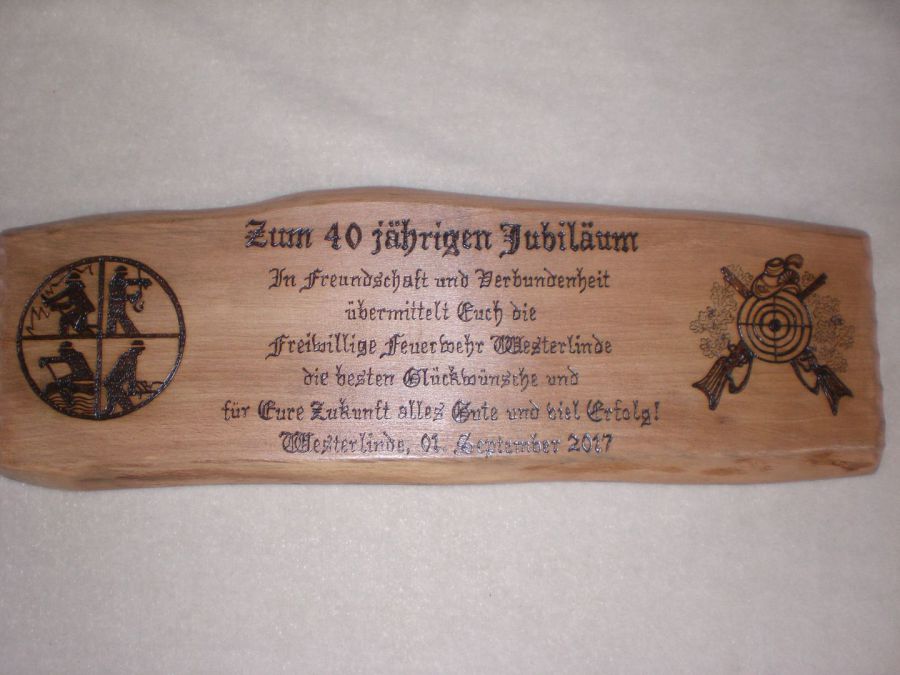 Zum 40 jährigen Jubiläum
In Freundschaft und Verbundenheit
übermittelt Euch die
Freiwillige Feuerwehr Westerlinde
die besten Glückwünsche und
für Eure Zukunft alles Gute und viel Erfolg!
Westerlinde, 01. September 2017